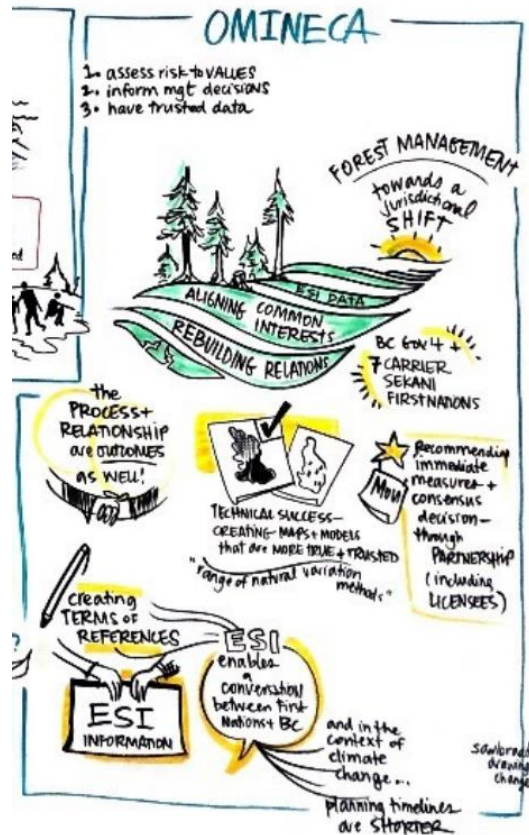 OMINECA
1. assess risk to VALUES
2. inform mgt decisions
3. have trusted data
FOREST MANAGEMENT
towards a
jurisdictional
SHIFT
ESI DATA
ALIGNING COMMON
INTERESTS
REBUILDING RELATIONS
BC Gov't +
7 CARRIER
SEKANI
FIRST NATIONS
the
PROCESS +
RELATIONSHIP
are OUTCOMES
AS WELL!
TECHNICAL SUCCESS—
CREATING MAPS + MODELS
that are MORE TRUE + TRUSTED
"range of natural variation
methods"
MOU
Recommending
immediate
measures +
consensus
decision—
through
PARTNERSHIP
(including
LICENSEES)
creating
TERMS OF
REFERENCES
ESI
INFORMATION
ESI
enables
a
conversation
between First
Nations + BC
and in the
context of
climate
change...
planning timelines
are SHORTER
drawing
change